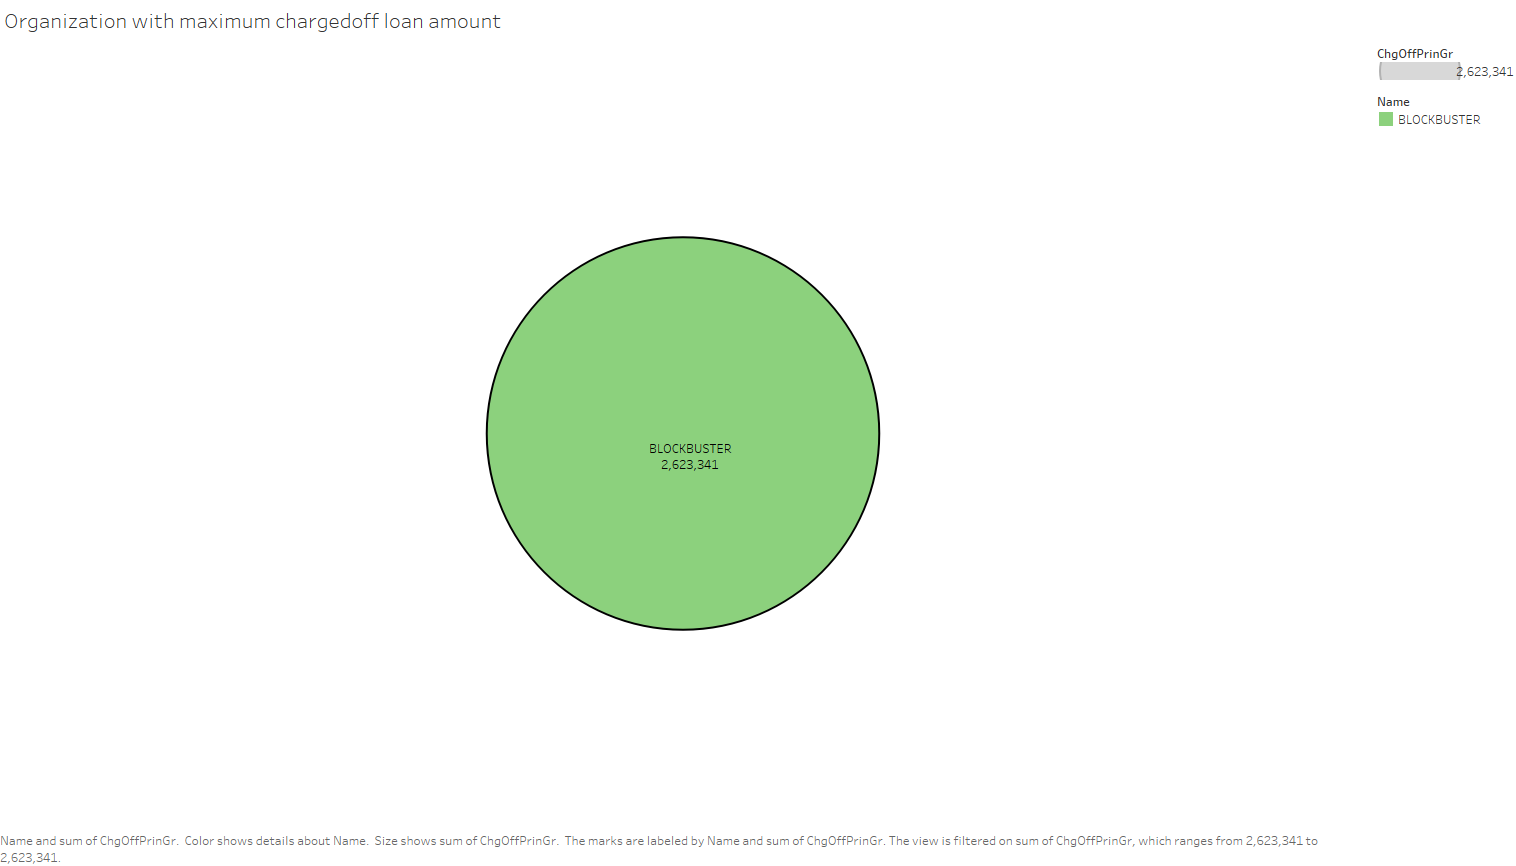 Organization with maximum chargedoff loan amount
ChgOffPrinGr
2,623,341
Name
BLOCKBUSTER
BLOCKBUSTER
2,623,341
Name and sum of ChgOffPrinGr.  Color shows details about Name.  Size shows sum of ChgOffPrinGr.  The marks are labeled by Name and sum of ChgOffPrinGr. The view is filtered on sum of ChgOffPrinGr, which ranges from 2,623,341 to
2,623,341.